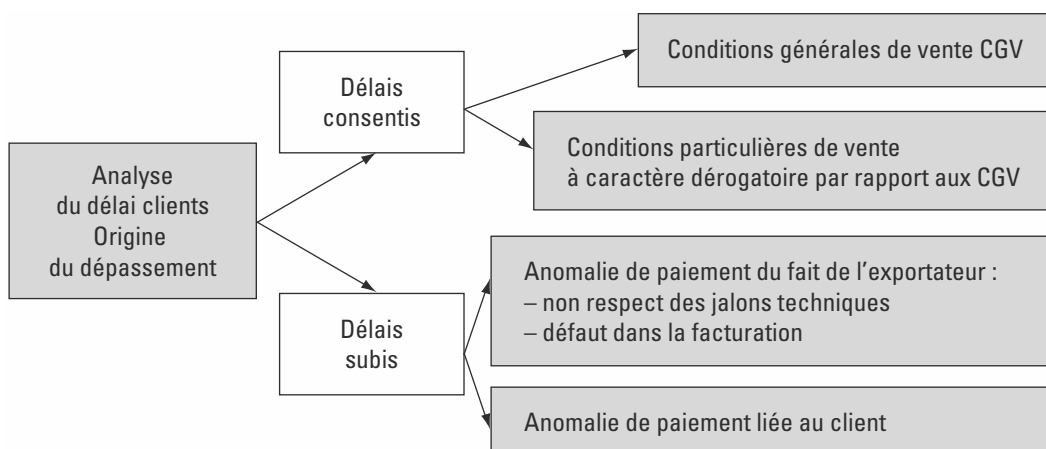 Analyse
du délai clients
Origine
du dépassement
Délais
consentis
Conditions générales de vente CGV
Conditions particulières de vente
à caractère dérogatoire par rapport aux CGV
Délais
subis
Anomalie de paiement du fait de l'exportateur :
– non respect des jalons techniques
– défaut dans la facturation
Anomalie de paiement liée au client